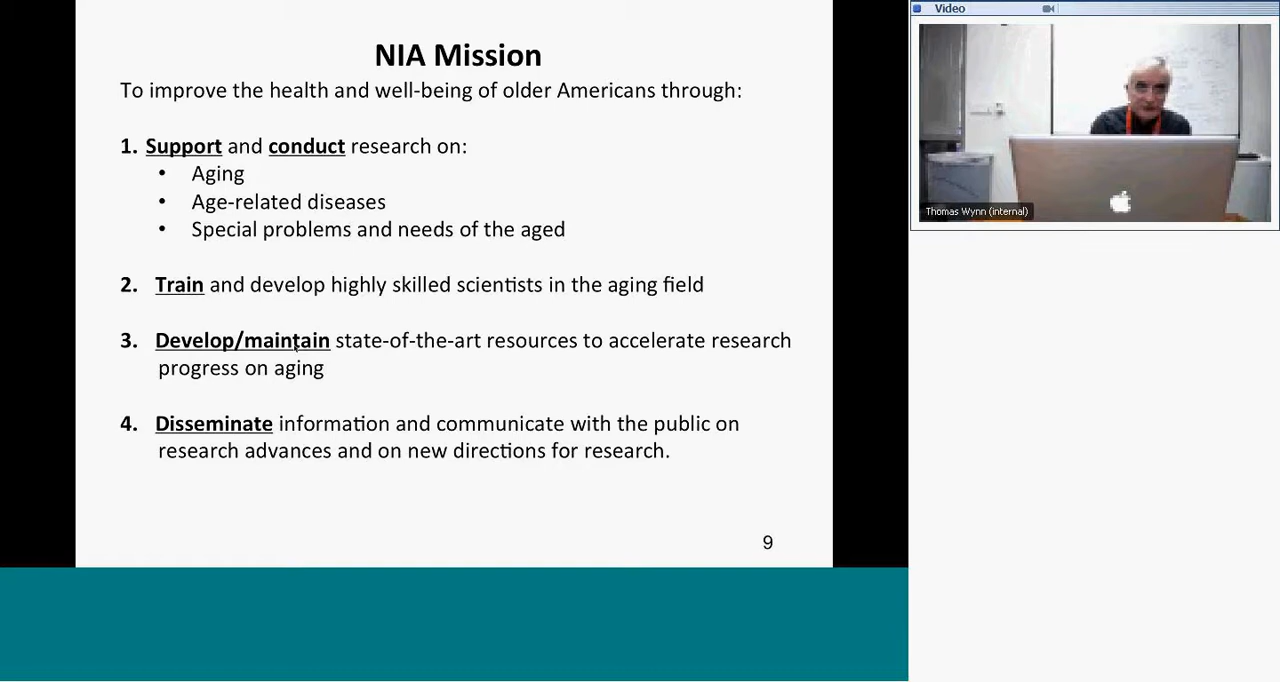 NIA Mission
To improve the health and well-being of older Americans through:
1. Support and conduct research on:
• Aging
• Age-related diseases
• Special problems and needs of the aged
2. Train and develop highly skilled scientists in the aging field
3. Develop/maintain state-of-the-art resources to accelerate research
progress on aging
4. Disseminate information and communicate with the public on
research advances and on new directions for research.
9
Video
Thomas Wynn (internal)